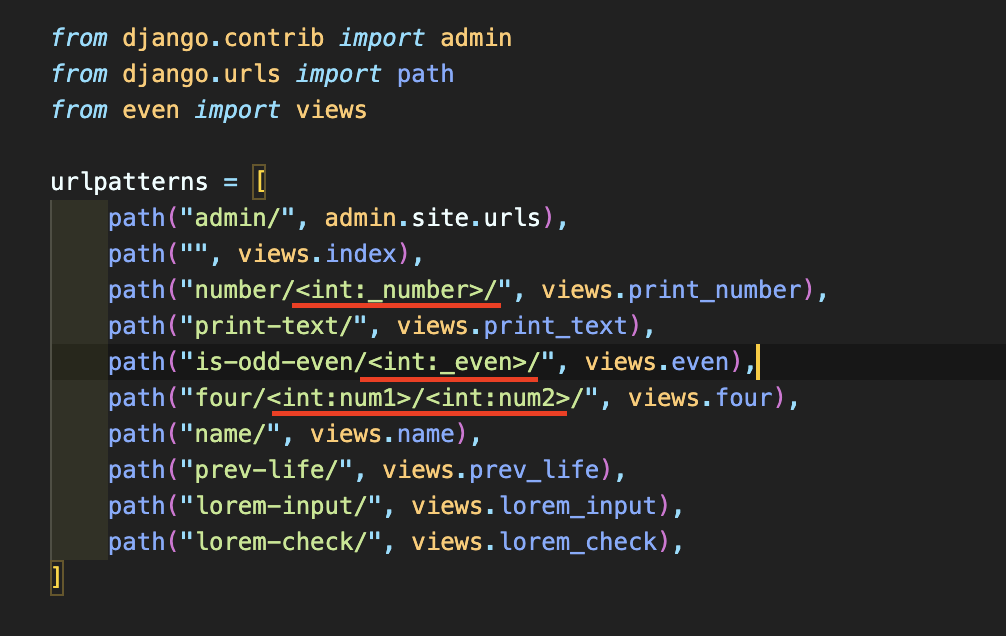 from django.contrib import admin
from django.urls import path
from even import views
urlpatterns = [
path("admin/", admin.site.urls),
path("", views.index),
path("number/<int:_number>/", views.print_number),
path("print-text/", views.print_text),
path("is-odd-even/<int:_even>/", views.even),
path("four/<int:num1>/<int:num2>/", views.four),
path("name/", views.name),
path("prev-life/", views.prev_life),
path("lorem-input/", views.lorem_input),
path("lorem-check/", views.lorem_check),
]